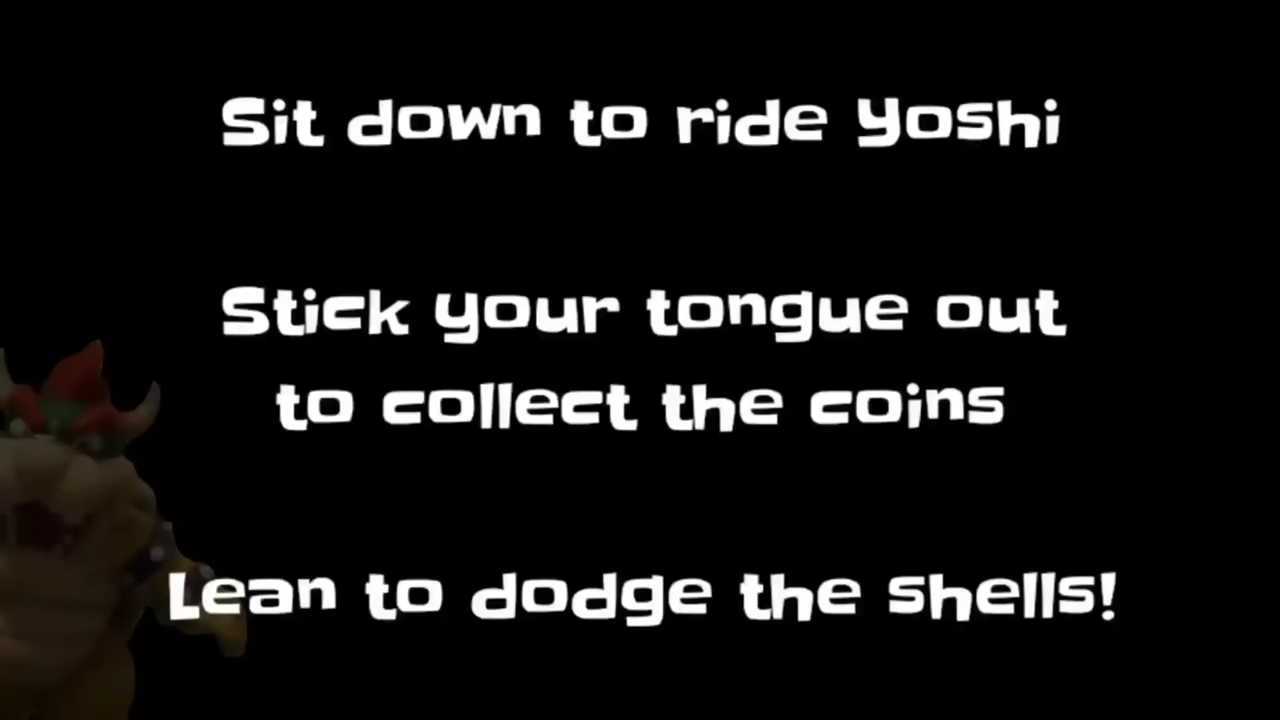 Sit down to ride Yoshi
Stick your tongue out
to collect the coins
Lean to dodge the shells!